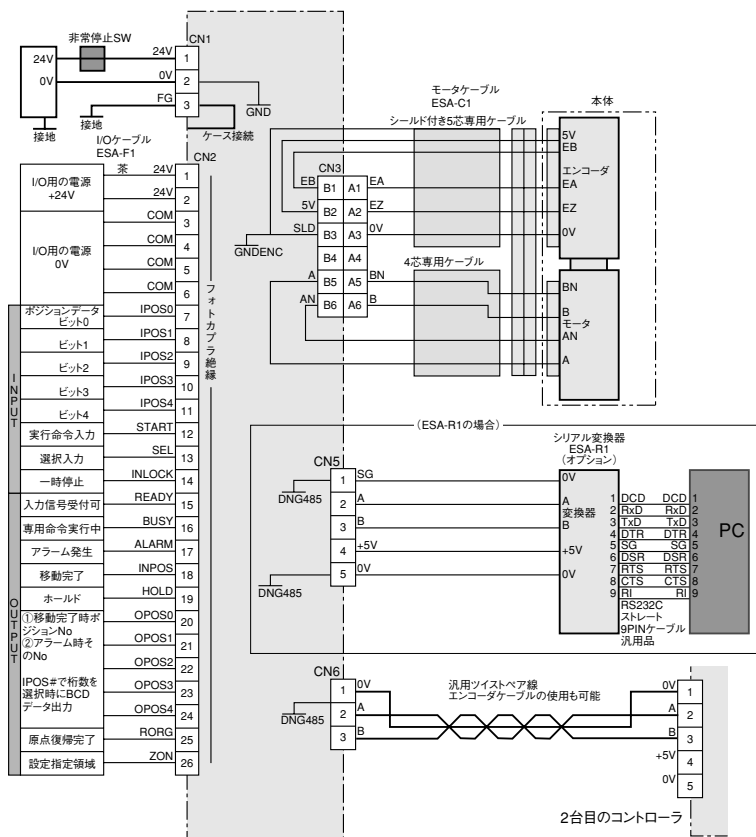 非常停止SW
CN1
24V
24V
1
0V
0V
2
FG
3
GND
接地
接地
ケース接続
I/Oケーブル
ESA-F1
CN2
I/O用の電源
+24V
茶
24V
1
24V
2
I/O用の電源
0V
COM
3
COM
4
COM
5
COM
6
INPUT
ポジションデータ
ビット0
IPOS0
7
ビット1
IPOS1
8
ビット2
IPOS2
9
ビット3
IPOS3
10
ビット4
IPOS4
11
実行命令入力
START
12
選択入力
SEL
13
一時停止
INLOCK
14
OUTPUT
入力信号受付可
READY
15
専用命令実行中
BUSY
16
アラーム発生
ALARM
17
移動完了
INPOS
18
ホールド
HOLD
19
①移動完了時ポ
ジションNo
②アラーム時そ
のNo
IPOS#で桁数を
選択時にBCD
データ出力
OPOS0
20
OPOS1
21
OPOS2
22
OPOS3
23
OPOS4
24
原点復帰完了
RORG
25
設定指定領域
ZON
26
フォトカプラ絶縁
モータケーブル
ESA-C1
シールド付き5芯専用ケーブル
本体
CN3
EB
B1
A1
EA
5V
B2
A2
EZ
SLD
B3
A3
0V
GNDENC
B4
A4
A
B5
A5
BN
AN
B6
A6
B
4芯専用ケーブル
5V
EB
エンコーダ
EA
EZ
0V
BN
B
モータ
AN
A
(ESA-R1の場合)
シリアル変換器
ESA-R1
(オプション)
CN5
1
SG
0V
DNG485
2
A
A
変換器
3
B
B
4
+5V
+5V
5
0V
0V
DNG485
1 DCD DCD 1
2 RxD RxD 2
3 TxD TxD 3
4 DTR DTR 4
5 SG SG 5
6 DSR DSR 6
7 RTS RTS 7
8 CTS CTS 8
9 RI RI 9
PC
RS232C
ストレート
9PINケーブル
汎用品
CN6
1
0V
DNG485
2
A
3
B
汎用ツイストペア線
エンコーダケーブルの使用も可能
0V
1
A
2
B
3
+5V
4
0V
5
2台目のコントローラ